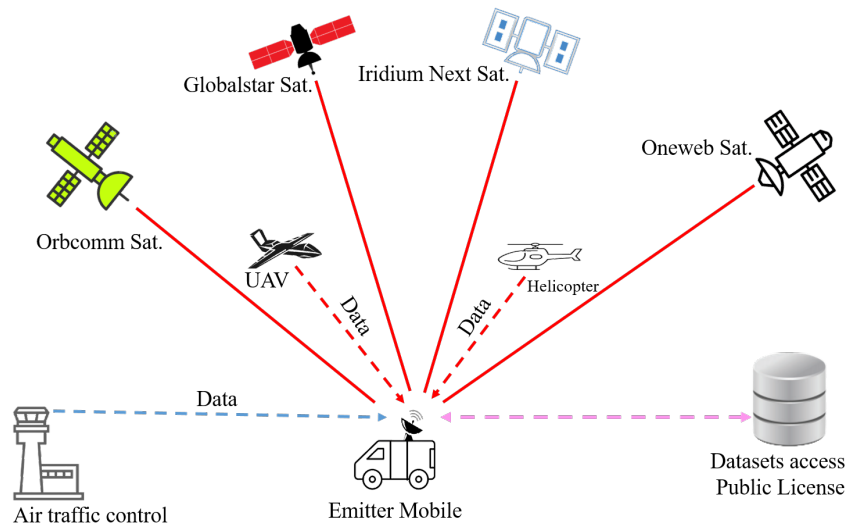 Globalstar Sat.
Iridium Next Sat.
Oneweb Sat.
Orbcomm Sat.
UAV
Helicopter
Data
Data
Data
Air traffic control
Emitter Mobile
Datasets access
Public License